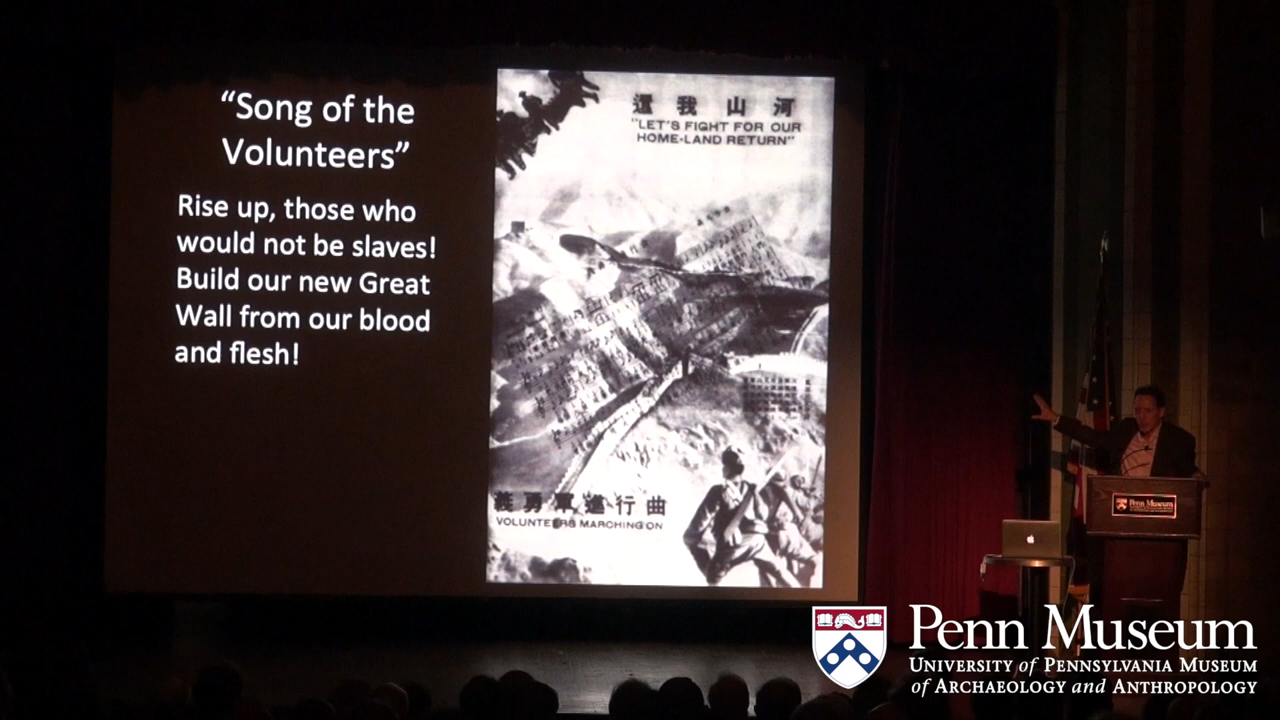 “Song of the
Volunteers”
Rise up, those who
would not be slaves!
Build our new Great
Wall from our blood
and flesh!
還我山河
"LET'S FIGHT FOR OUR
HOME-LAND RETURN"
義勇軍進行曲
VOLUNTEERS MARCHING ON
Penn Museum
PENN MUSEUM
UNIVERSITY of PENNSYLVANIA MUSEUM
of ARCHAEOLOGY and ANTHROPOLOGY